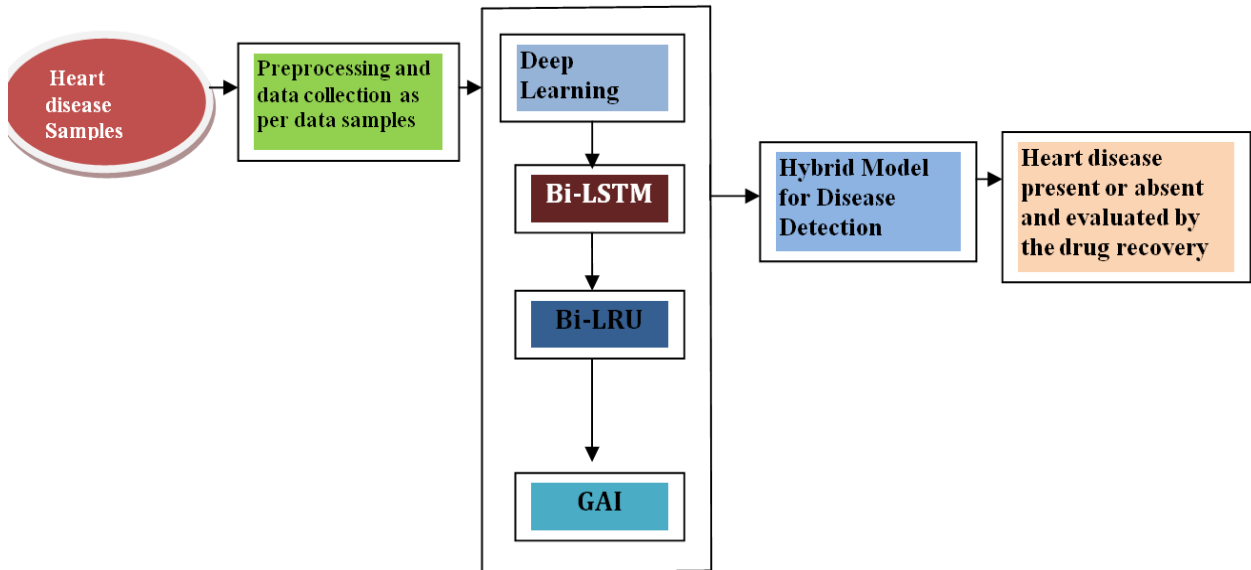 Heart
disease
Samples
Preprocessing and
data collection as
per data samples
Deep
Learning
Bi-LSTM
Bi-LRU
GAI
Hybrid Model
for Disease
Detection
Heart disease
present or absent
and evaluated by
the drug recovery